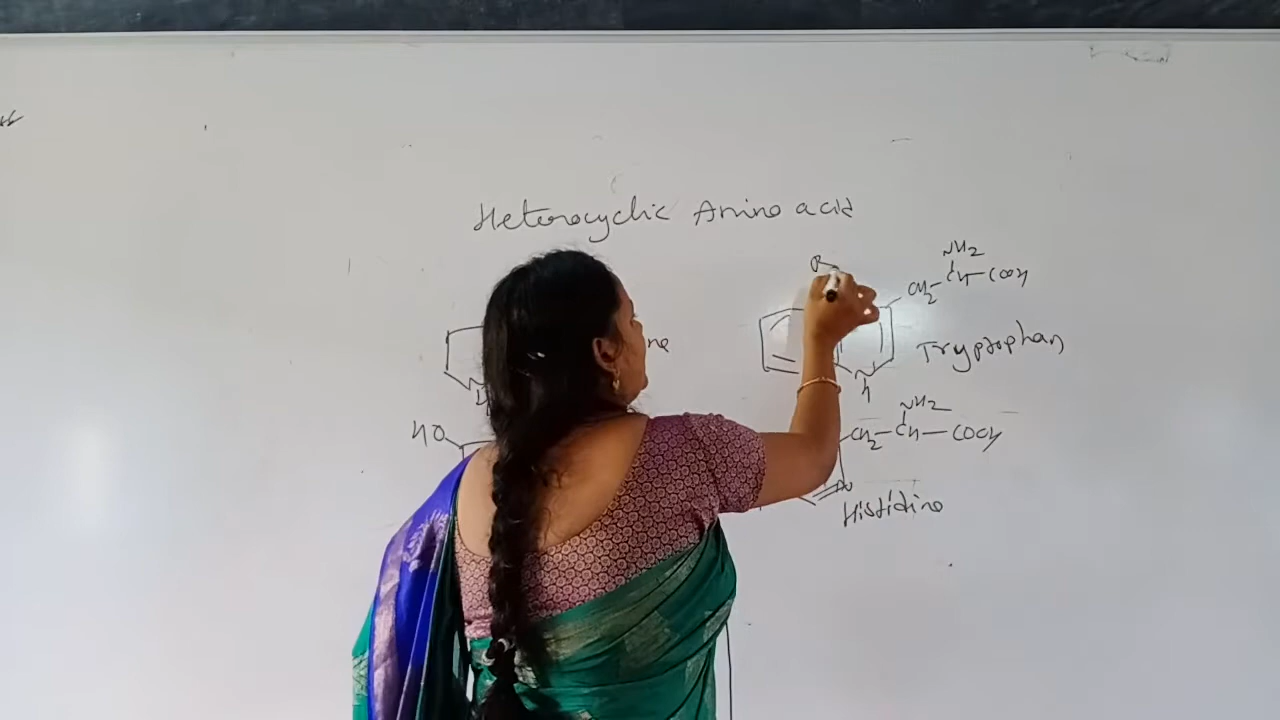 Heterocyclic Amino acid
NH2
CH2-CH-COOH
Tryptophan
N
H
HO
NH2
CH2-CH-COOH
N
Histidine